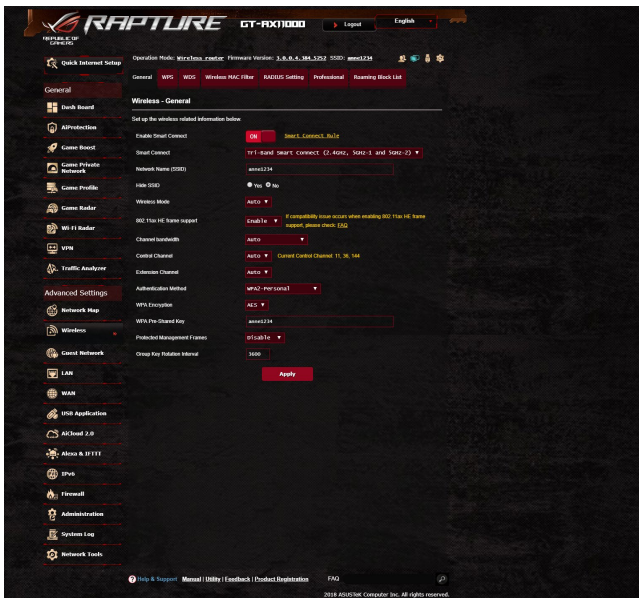 REPUBLIC OF
GAMERS
RAPTURE GT-AX11000 Logout English
Quick Internet Setup
General
Dash Board
AiProtection
Game Boost
Game Private
Network
Game Profile
Game Radar
Wi-Fi Radar
VPN
Traffic Analyzer
Advanced Settings
Network Map
Wireless
Guest Network
LAN
WAN
USB Application
AiCloud 2.0
Alexa & IFTTT
IPv6
Firewall
Administration
System Log
Network Tools
Operation Mode: Wireless router Firmware Version: 3.0.0.4.384_5252 SSID: anne1234
General WPS WDS Wireless MAC Filter RADIUS Setting Professional Roaming Block List
Wireless - General
Set up the wireless related information below.
Enable Smart Connect ON Smart Connect Rule
Smart Connect Tri-Band Smart Connect (2.4GHz, 5GHz-1 and 5GHz-2)
Network Name (SSID) anne1234
Hide SSID Yes No
Wireless Mode Auto
802.11ax HE frame support Enable If compatibility issue occurs when enabling 802.11ax HE frame
support, please check: FAQ
Channel bandwidth Auto
Control Channel Auto Current Control Channel: 11, 36, 144
Extension Channel Auto
Authentication Method WPA2-Personal
WPA Encryption AES
WPA Pre-Shared Key anne1234
Protected Management Frames Disable
Group Key Rotation Interval 3600
Apply
Help & Support Manual | Utility | Feedback | Product Registration FAQ
2018 ASUSTeK Computer Inc. All rights reserved.